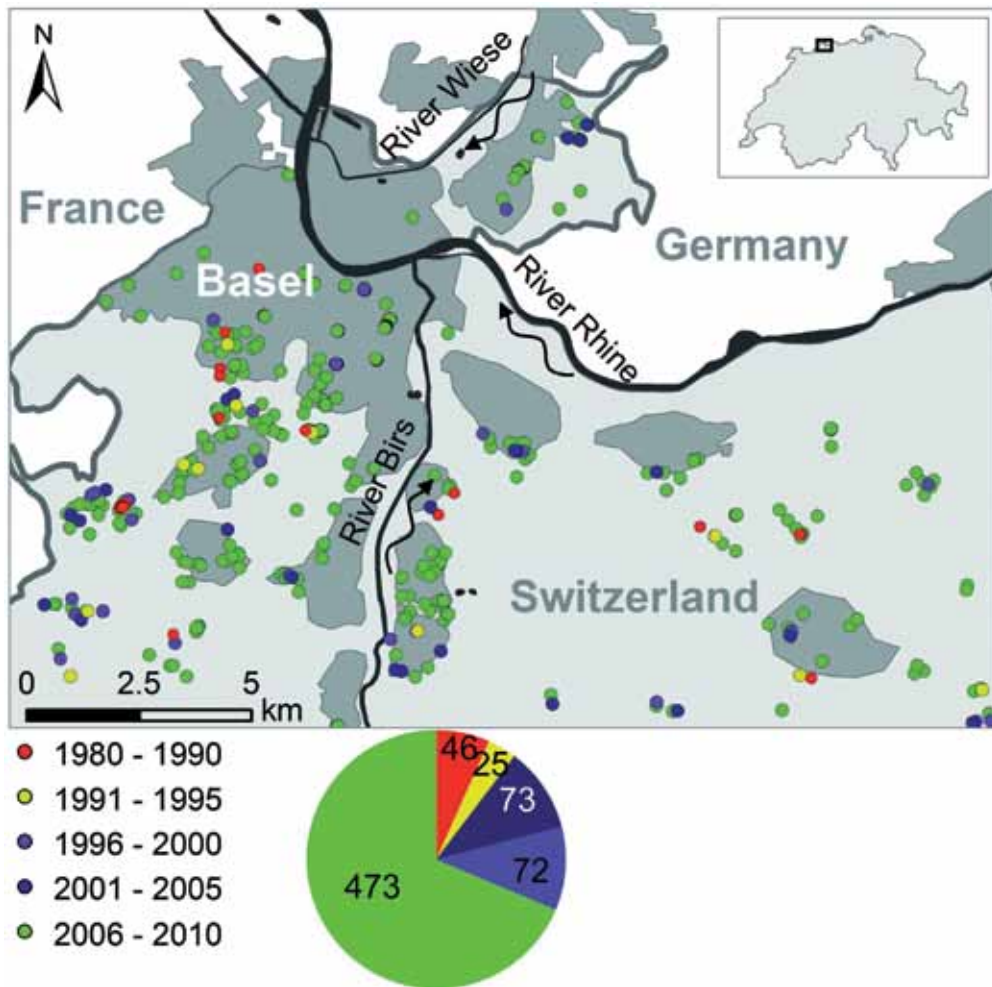 N
River Wiese
France
Germany
Basel
River Rhine
River Birs
Switzerland
0 2.5 5
km
1980 - 1990
1991 - 1995
1996 - 2000
2001 - 2005
2006 - 2010
46
25
73
72
473